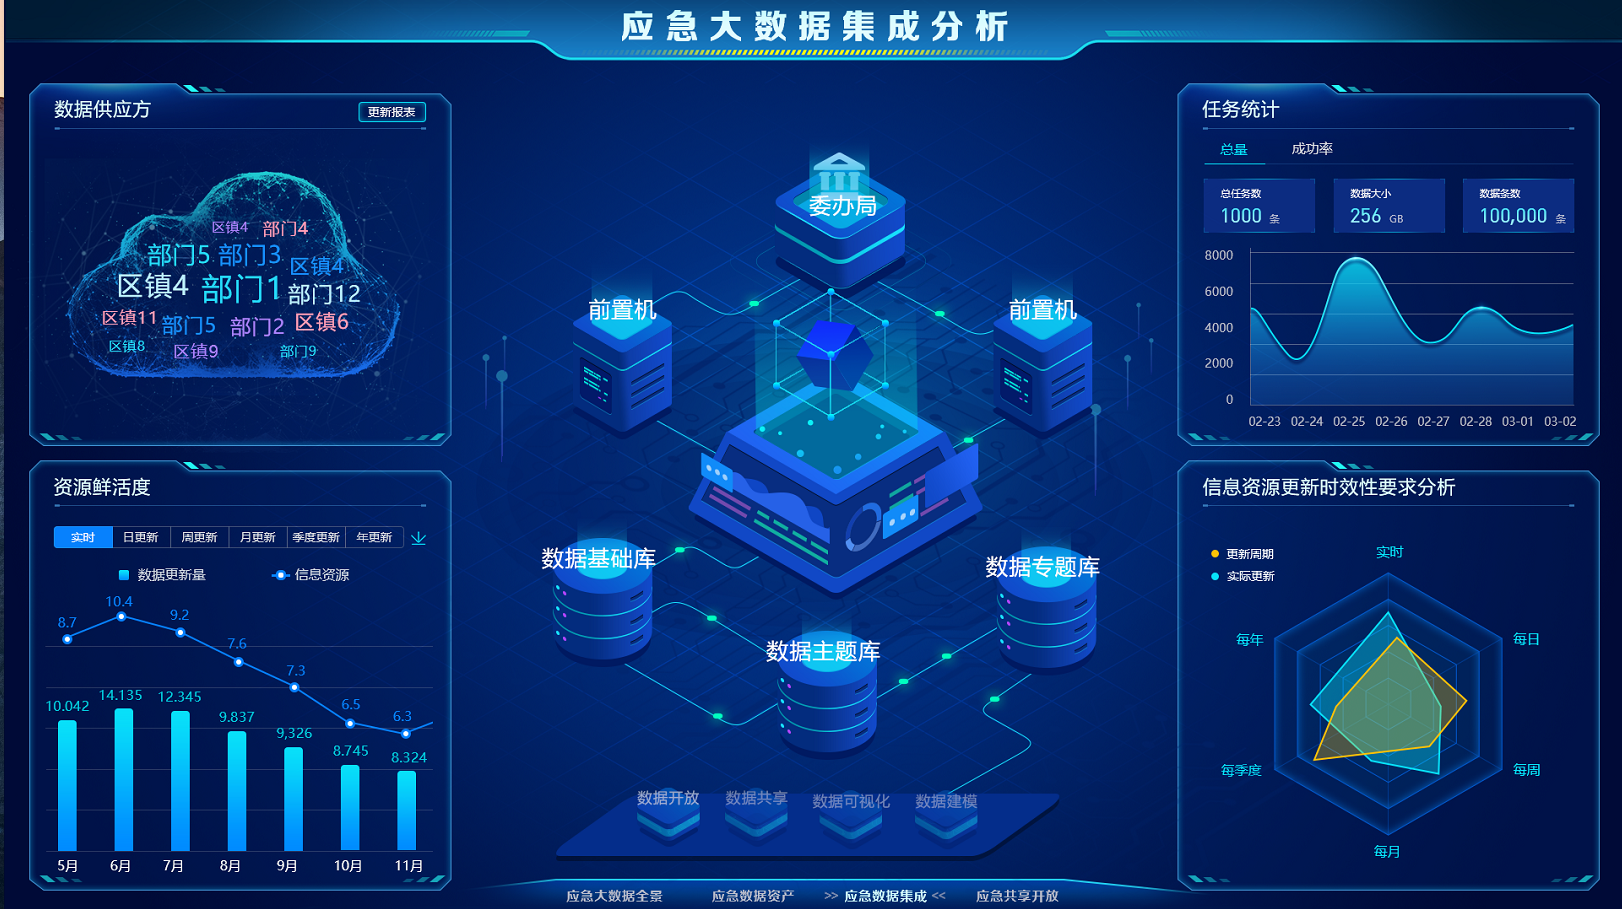 应急大数据集成分析
数据供应方
更新报表
区镇4
部门4
部门5
部门3
区镇4
区镇4
部门1
部门12
区镇11
部门5
部门2
区镇6
区镇8
区镇9
部门9
资源鲜活度
实时 日更新 周更新 月更新 季度更新 年更新
数据更新量 信息资源
8.7 10.4 9.2 7.6 7.3 6.5 6.3
10.042 14.135 12.345 9.837 9,326 8.745 8.324
5月 6月 7月 8月 9月 10月 11月
委办局
前置机
前置机
数据基础库
数据专题库
数据主题库
数据开放 数据共享 数据可视化 数据建模
应急大数据全景 应急数据资产 >> 应急数据集成 << 应急共享开放
任务统计
总量 成功率
总任务数 数据大小 数据条数
1000 条 256 GB 100,000 条
8000
6000
4000
2000
0
02-23 02-24 02-25 02-26 02-27 02-28 03-01 03-02
信息资源更新时效性要求分析
更新周期
实际更新
实时
每年
每日
每季度
每周
每月